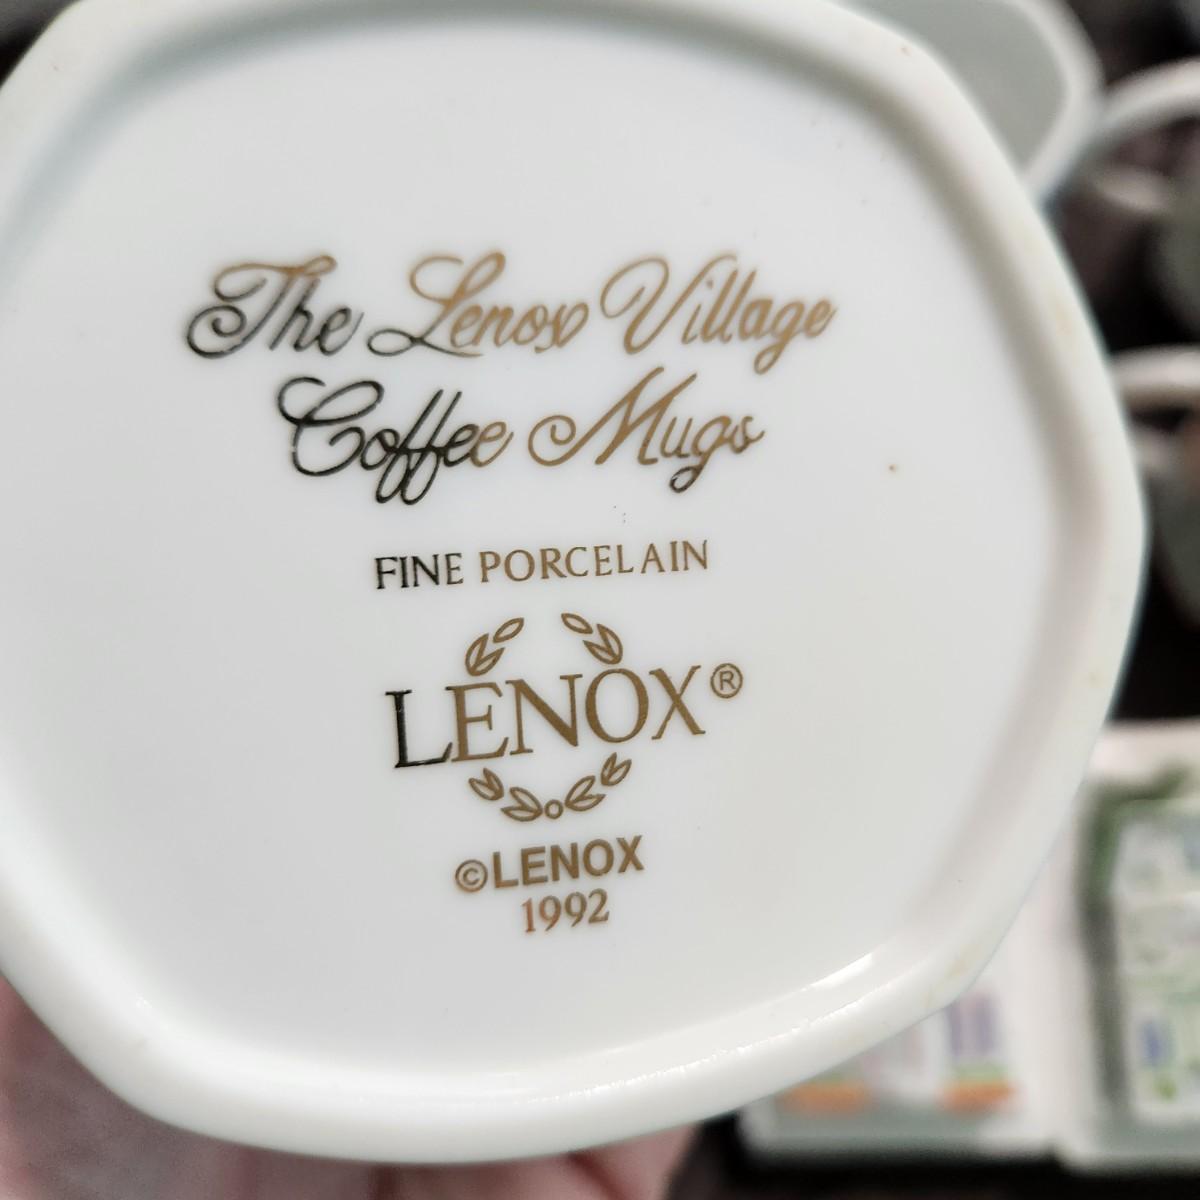 The Lenox Village
Coffee Mugs
FINE PORCELAIN
LENOX®
©LENOX
1992